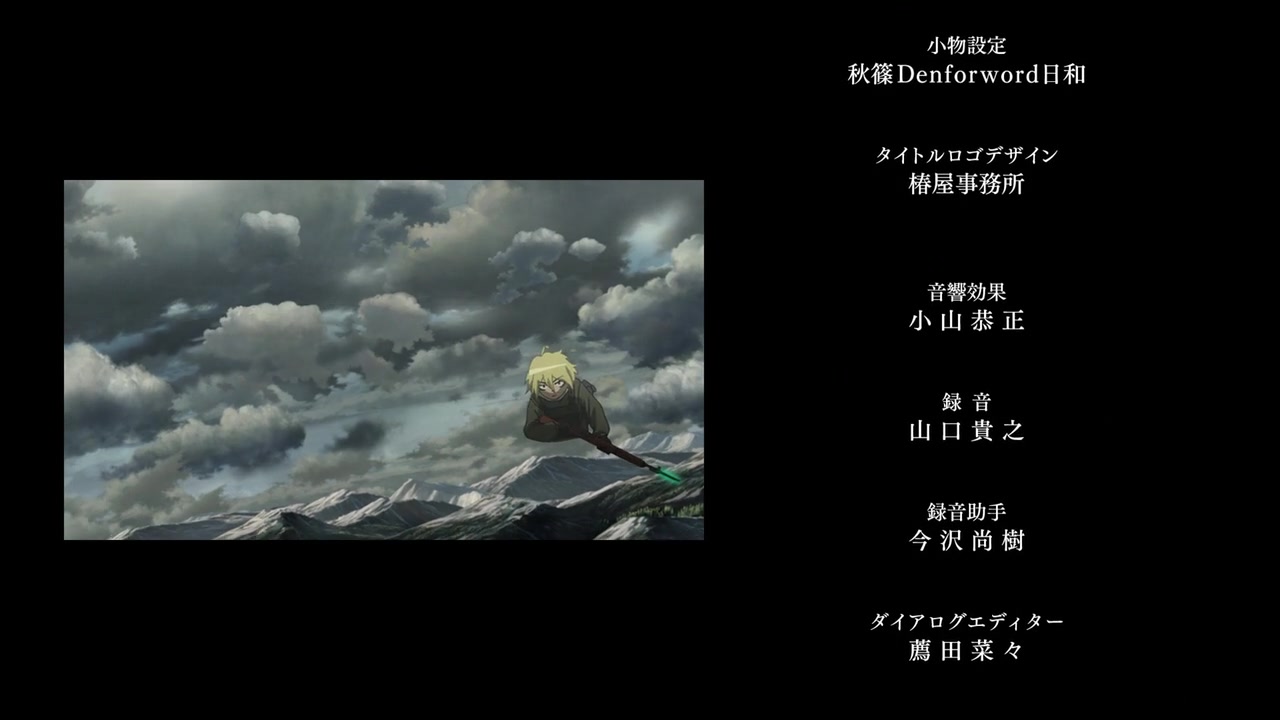 小物設定
秋篠Denforword日和
タイトルロゴデザイン
椿屋事務所
音響効果
小山恭正
録音
山口貴之
録音助手
今沢尚樹
ダイアログエディター
薦田菜々